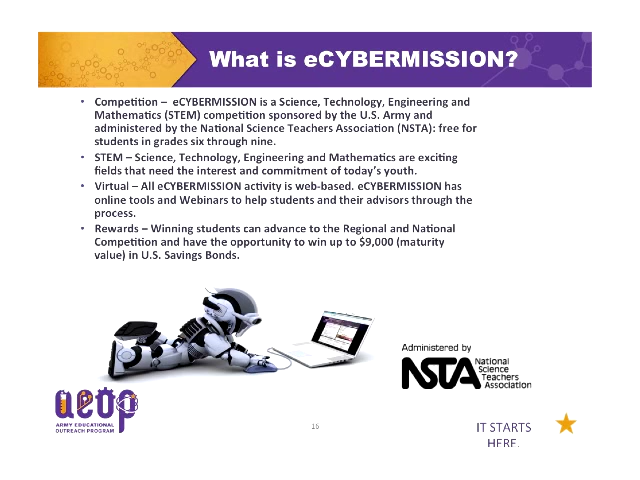 What is eCYBERMISSION?
• Competition – eCYBERMISSION is a Science, Technology, Engineering and
Mathematics (STEM) competition sponsored by the U.S. Army and
administered by the National Science Teachers Association (NSTA): free for
students in grades six through nine.
• STEM – Science, Technology, Engineering and Mathematics are exciting
fields that need the interest and commitment of today's youth.
• Virtual – All eCYBERMISSION activity is web-based. eCYBERMISSION has
online tools and Webinars to help students and their advisors through the
process.
• Rewards – Winning students can advance to the Regional and National
Competition and have the opportunity to win up to $9,000 (maturity
value) in U.S. Savings Bonds.
Administered by
NSTA
National
Science
Teachers
Association
aeop
ARMY EDUCATIONAL
OUTREACH PROGRAM
16
IT STARTS
HERE.